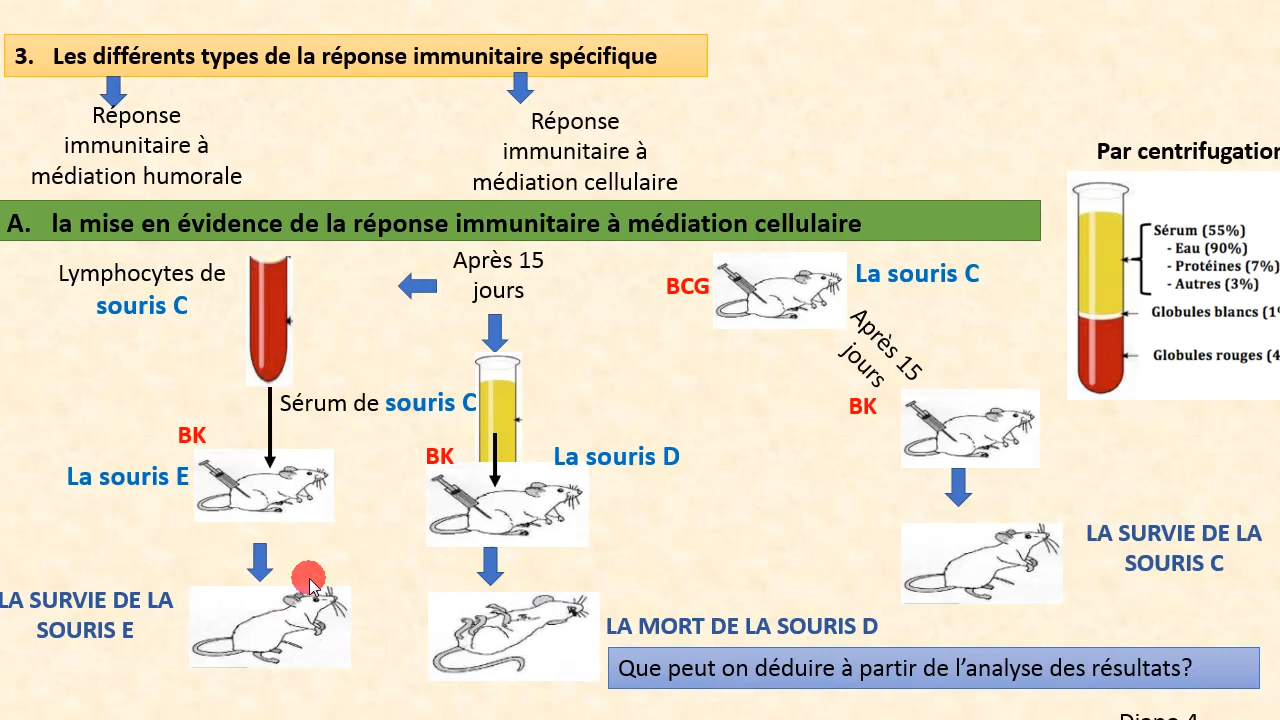 3. Les différents types de la réponse immunitaire spécifique
Réponse
immunitaire à
médiation humorale
Réponse
immunitaire à
médiation cellulaire
A. la mise en évidence de la réponse immunitaire à médiation cellulaire
Lymphocytes de
souris C
Après 15
jours
BCG
La souris C
Après 15
jours
Par centrifugation
Sérum (55%)
- Eau (90%)
- Protéines (7%)
- Autres (3%)
Globules blancs (1%
Globules rouges (4
Sérum de souris C
BK
La souris E
BK
La souris D
BK
LA SURVIE DE LA
SOURIS C
LA SURVIE DE LA
SOURIS E
LA MORT DE LA SOURIS D
Que peut on déduire à partir de l’analyse des résultats?
Diapo 4